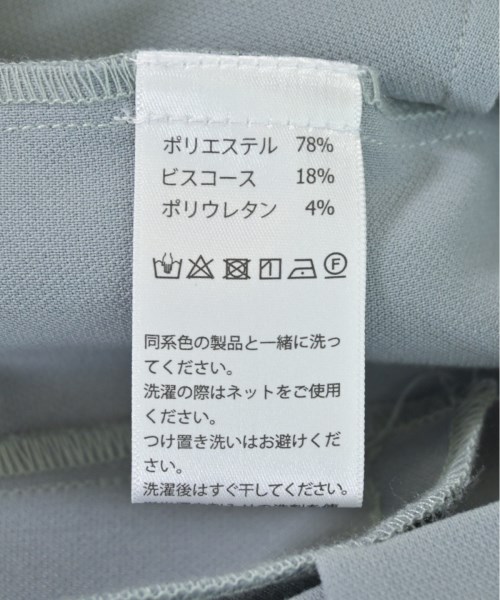 ポリエステル 78%
ビスコース 18%
ポリウレタン 4%
F
同系色の製品と一緒に洗っ
てください。
洗濯の際はネットをご使用
ください。
つけ置き洗いはお避けくだ
さい。
洗濯後はすぐ干してください。